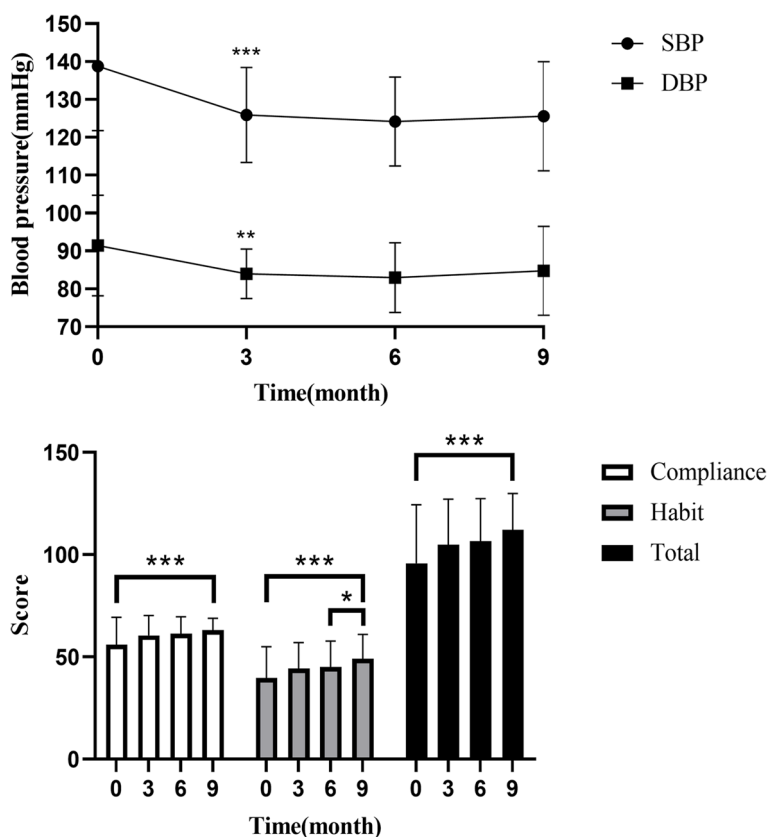 150
140
130
120
110
100
90
80
70
Blood pressure(mmHg)
***
**
0 3 6 9
Time(month)
SBP
DBP
150
100
50
0
Score
***
***
*
***
0 3 6 9 0 3 6 9 0 3 6 9
Time(month)
Compliance
Habit
Total